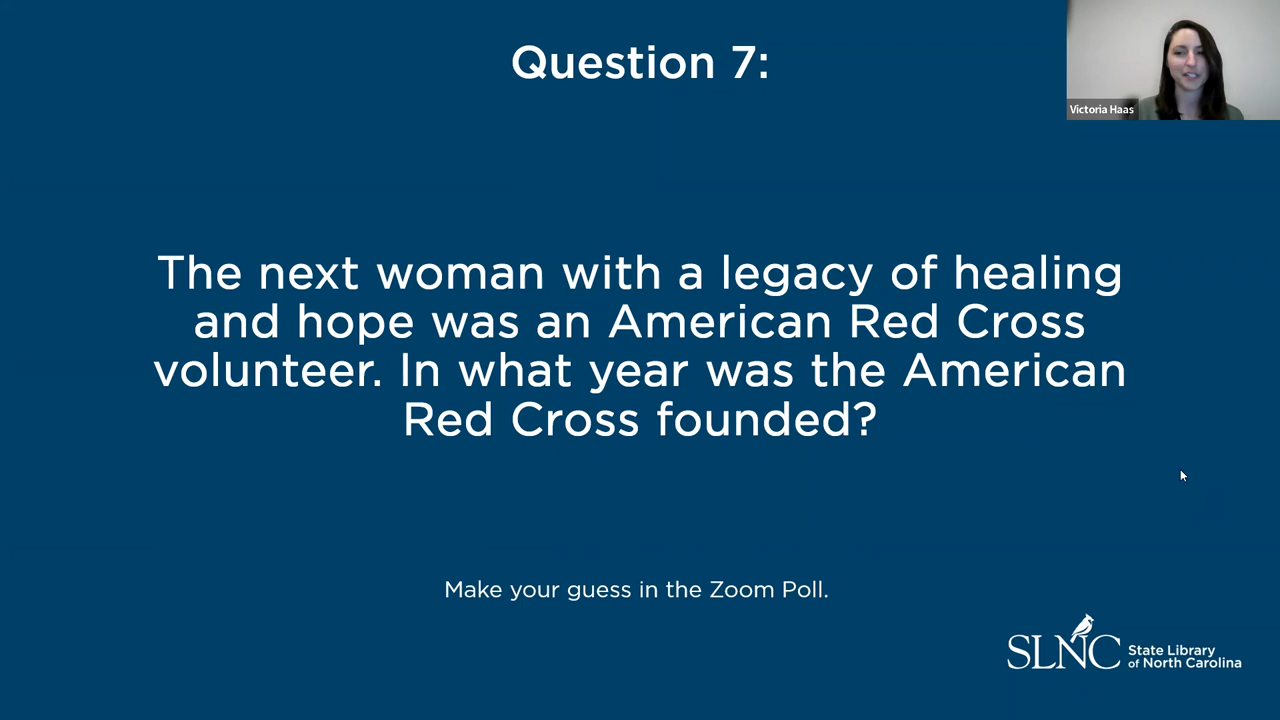 Question 7:
Victoria Haas
The next woman with a legacy of healing
and hope was an American Red Cross
volunteer. In what year was the American
Red Cross founded?
Make your guess in the Zoom Poll.
SLNC
State Library
of North Carolina